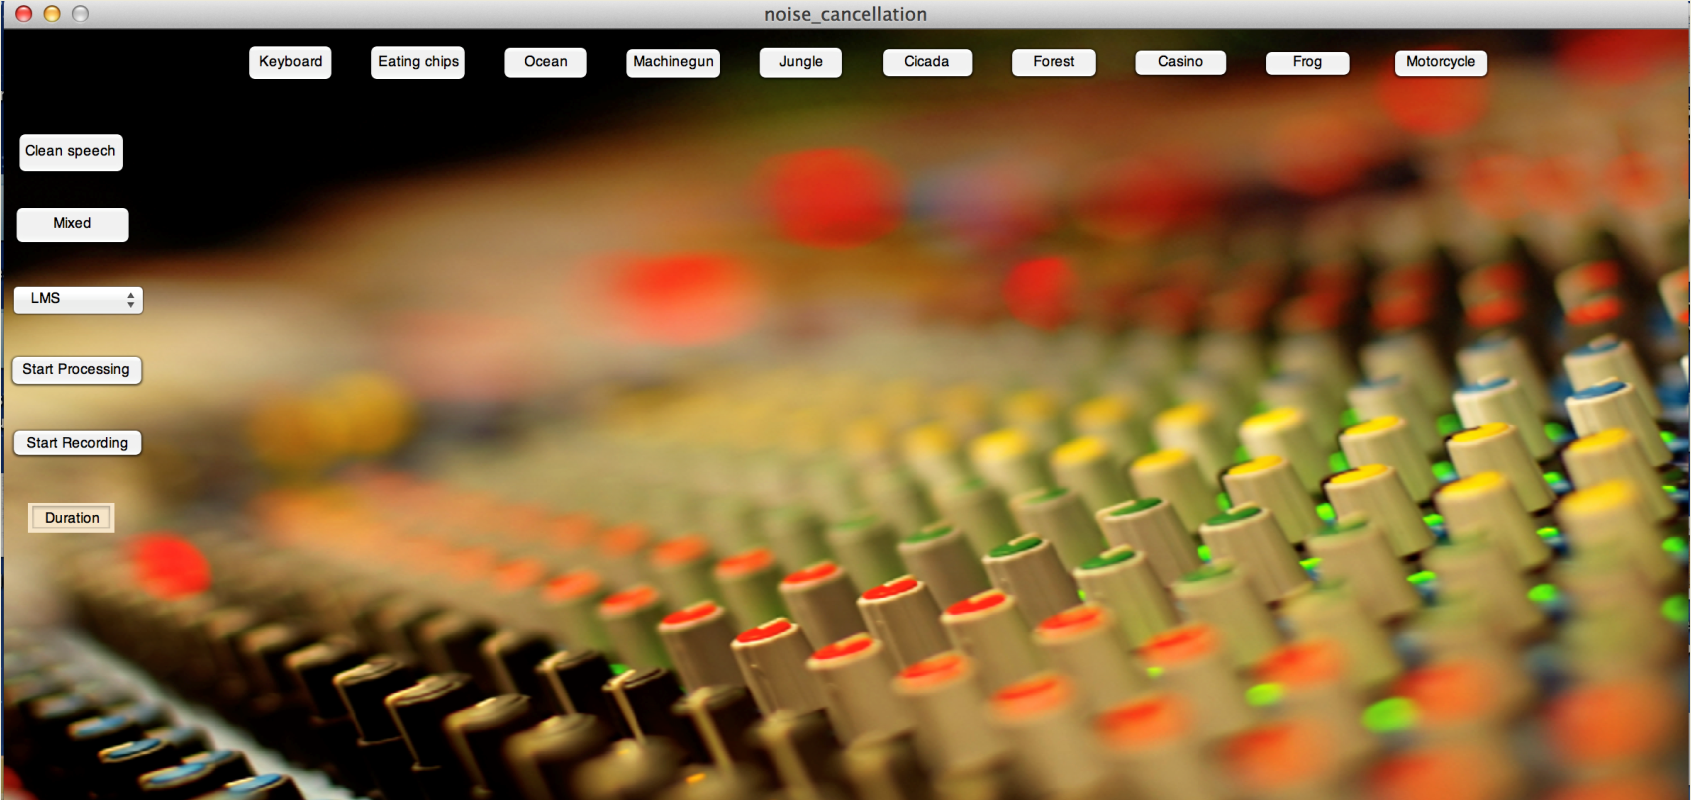 noise_cancellation
Keyboard
Eating chips
Ocean
Machinegun
Jungle
Cicada
Forest
Casino
Frog
Motorcycle
Clean speech
Mixed
LMS
Start Processing
Start Recording
Duration